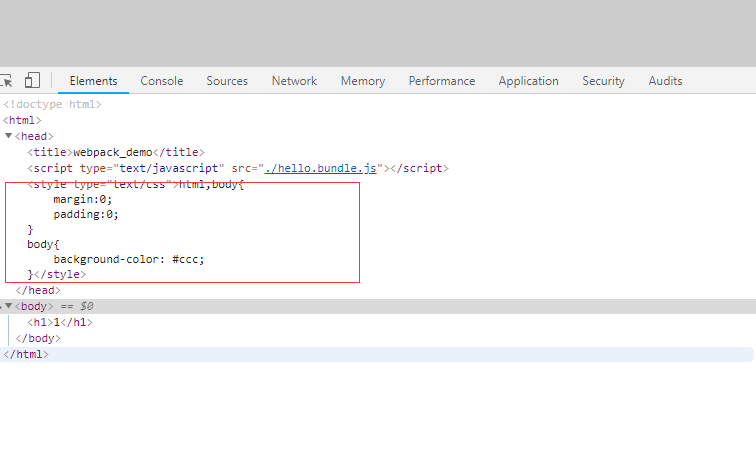 Elements Console Sources Network Memory Performance Application Security Audits
<!doctype html>
<html>
<head>
<title>webpack_demo</title>
<script type="text/javascript" src="./hello.bundle.js"></script>
<style type="text/css">html,body{
margin:0;
padding:0;
}
body{
background-color: #ccc;
}</style>
</head>
<body> == $0
<h1>1</h1>
</body>
</html>